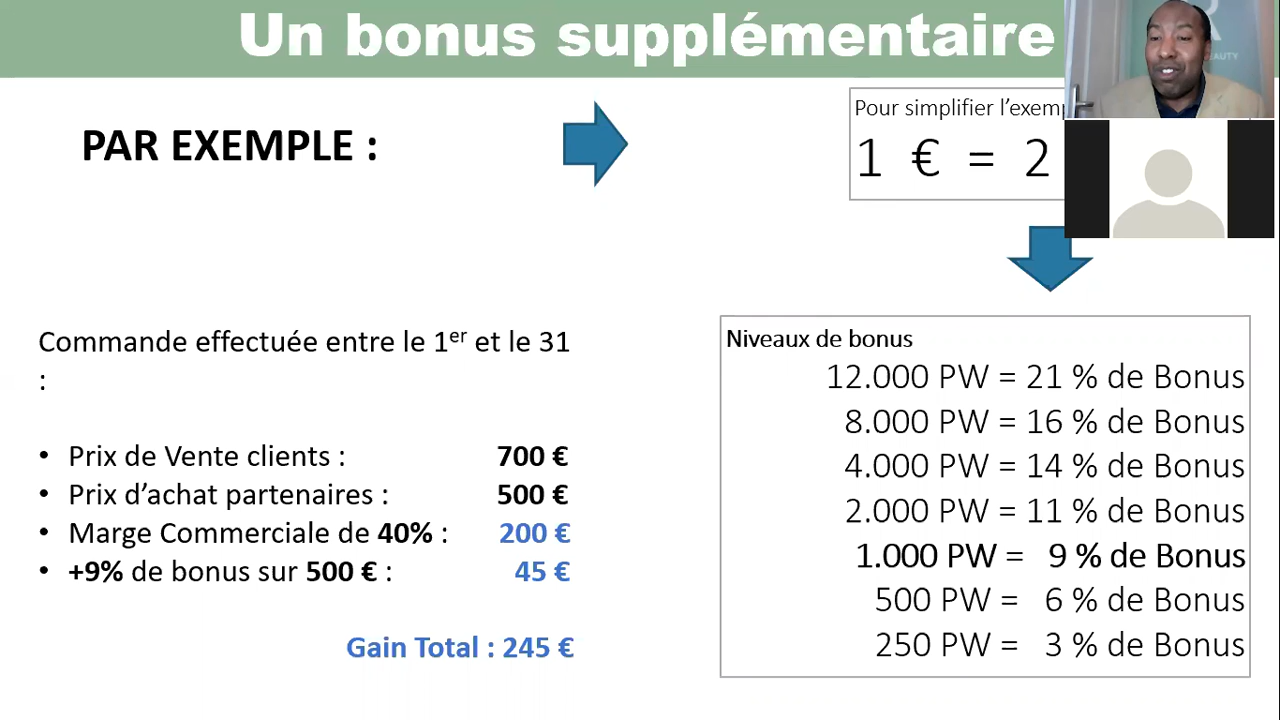 Un bonus supplémentaire
BEAUTY
PAR EXEMPLE :
Pour simplifier
1 € = 2
Commande effectuée entre le 1er et le 31
:
• Prix de Vente clients : 700 €
• Prix d’achat partenaires : 500 €
• Marge Commerciale de 40% : 200 €
• +9% de bonus sur 500 € : 45 €
Gain Total : 245 €
Niveaux de bonus
12.000 PW = 21 % de Bonus
8.000 PW = 16 % de Bonus
4.000 PW = 14 % de Bonus
2.000 PW = 11 % de Bonus
1.000 PW = 9 % de Bonus
500 PW = 6 % de Bonus
250 PW = 3 % de Bonus